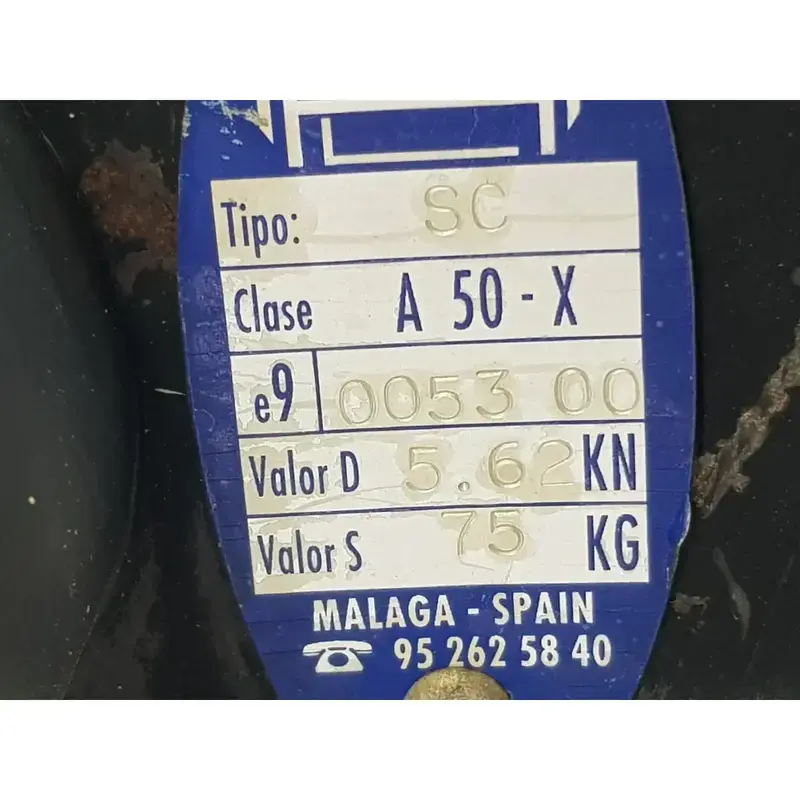 Tipo: SC
Clase A 50 - X
e9 0053 00
Valor D 5.62 KN
Valor S 75 KG
MALAGA - SPAIN
☎ 95 262 58 40